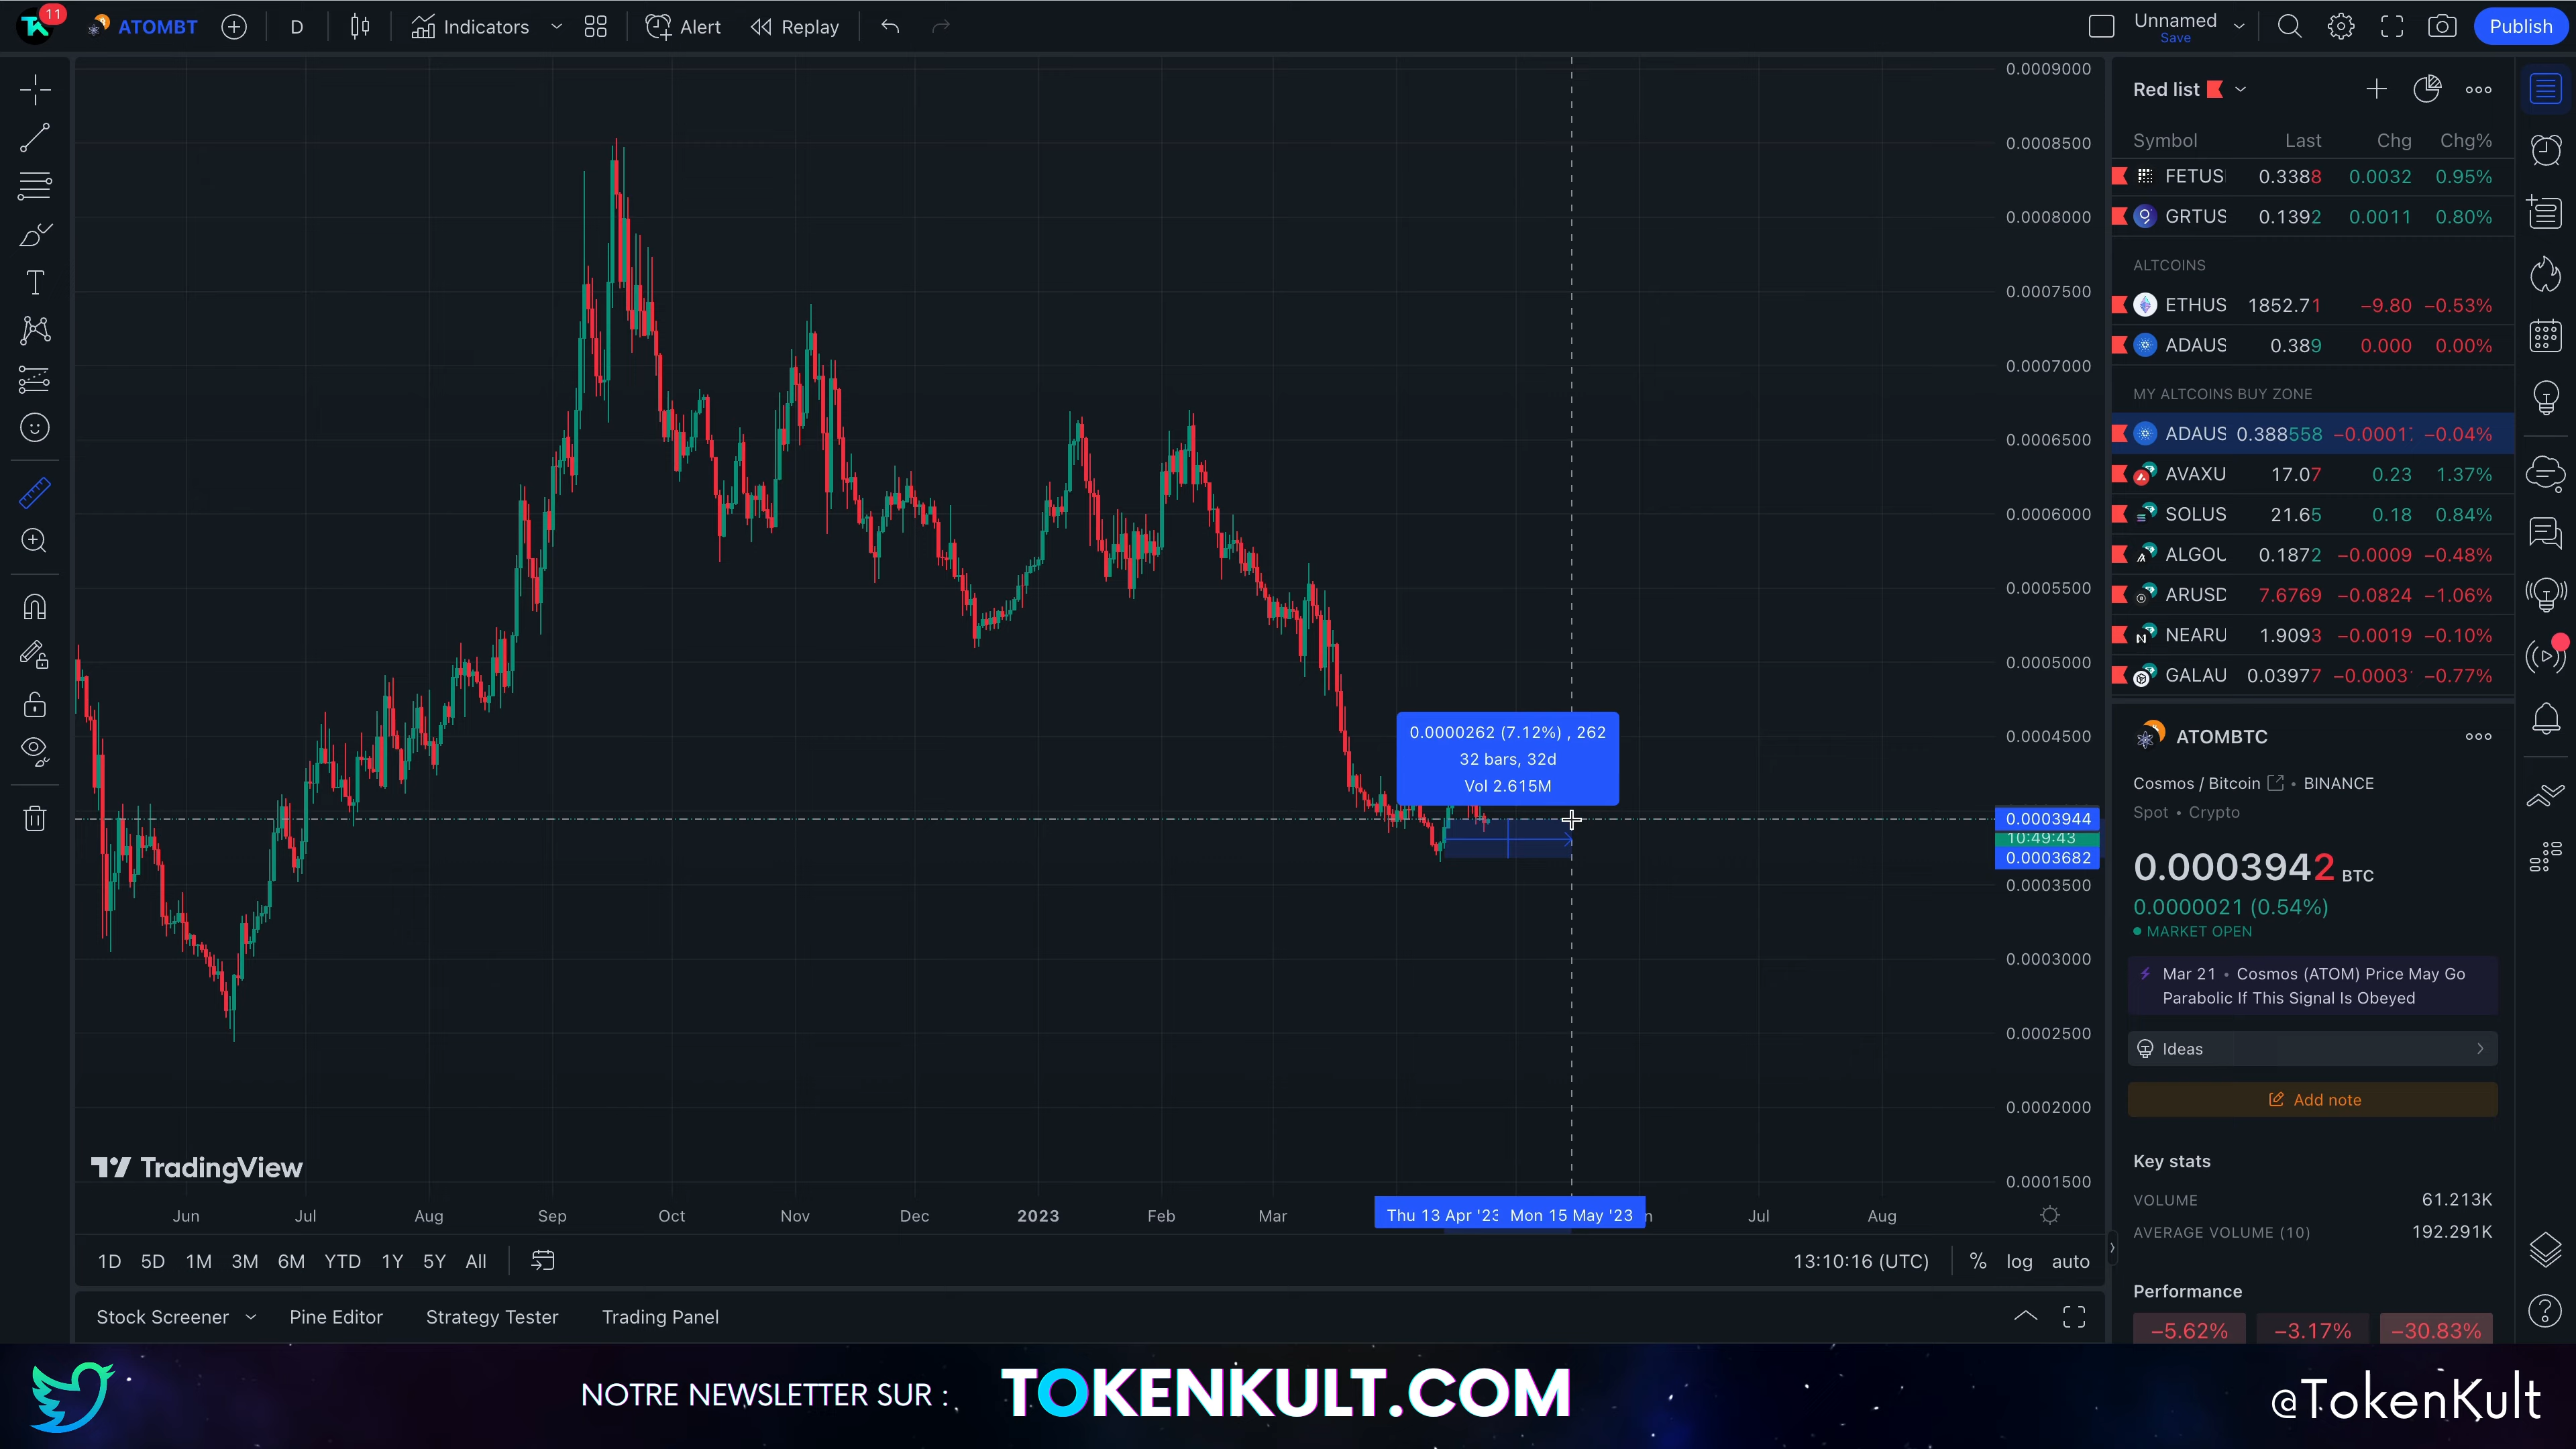 11
ATOMBT
D
Indicators
Alert
Replay
Unnamed
Save
Publish
0.0009000
0.0008500
0.0008000
0.0007500
0.0007000
0.0006500
0.0006000
0.0005500
0.0005000
0.0004500
0.0003944
10:49:43
0.0003682
0.0003500
0.0003000
0.0002500
0.0002000
0.0001500
0.0000262 (7.12%) , 262
32 bars, 32d
Vol 2.615M
TradingView
Jun Jul Aug Sep Oct Nov Dec 2023 Feb Mar Thu 13 Apr '23 Mon 15 May '23 Jul Aug
1D 5D 1M 3M 6M YTD 1Y 5Y All
13:10:16 (UTC) % log auto
Stock Screener Pine Editor Strategy Tester Trading Panel
Red list
Symbol Last Chg Chg%
FETUS 0.3388 0.0032 0.95%
GRTUS 0.1392 0.0011 0.80%
ALTCOINS
ETHUS 1852.71 −9.80 −0.53%
ADAUS 0.389 0.000 0.00%
MY ALTCOINS BUY ZONE
ADAUS 0.388558 −0.00017 −0.04%
AVAXU 17.07 0.23 1.37%
SOLUS 21.65 0.18 0.84%
ALGOU 0.1872 −0.0009 −0.48%
ARUSD 7.6769 −0.0824 −1.06%
NEARU 1.9093 −0.0019 −0.10%
GALAU 0.03977 −0.0003 −0.77%
ATOMBTC
Cosmos / Bitcoin • BINANCE
Spot • Crypto
0.0003942 BTC
0.0000021 (0.54%)
MARKET OPEN
Mar 21 • Cosmos (ATOM) Price May Go
Parabolic If This Signal Is Obeyed
Ideas
Add note
Key stats
VOLUME 61.213K
AVERAGE VOLUME (10) 192.291K
Performance
−5.62% −3.17% −30.83%
NOTRE NEWSLETTER SUR : TOKENKULT.COM
@TokenKult